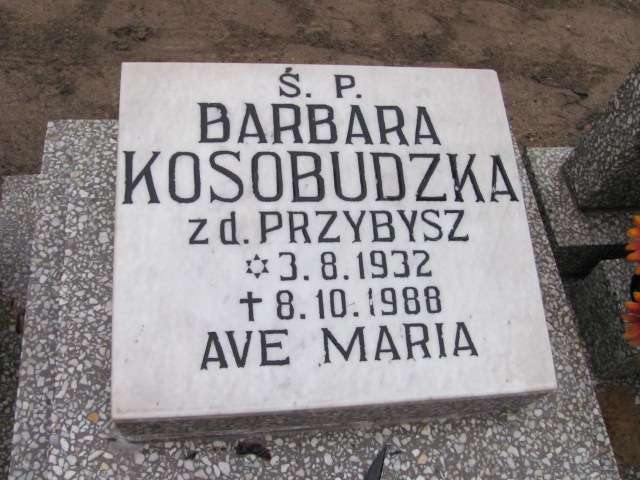 Ś. P.
BARBARA
KOSOBUDZKA
z d. PRZYBYSZ
✡ 3.8.1932
✝ 8.10.1988
AVE MARIA